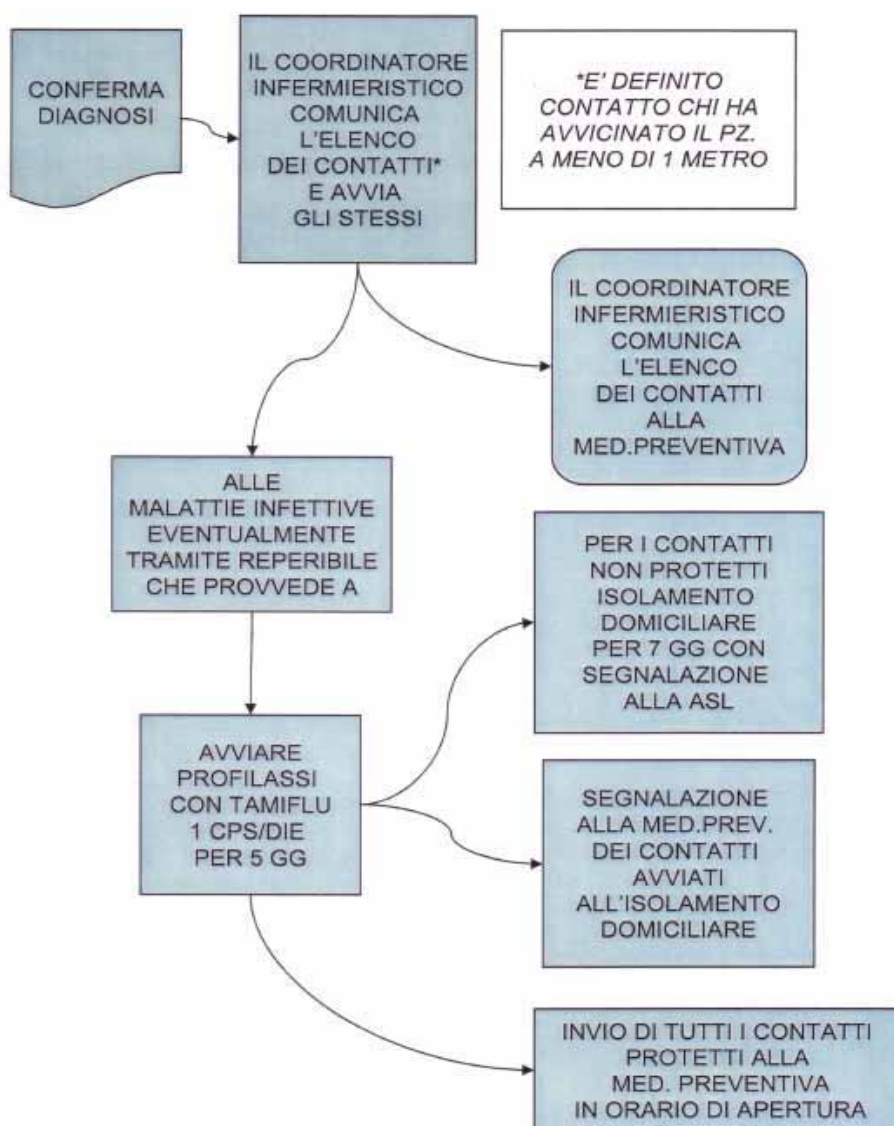 CONFERMA
DIAGNOSI
IL COORDINATORE
INFERMIERISTICO
COMUNICA
L'ELENCO
DEI CONTATTI*
E AVVIA
GLI STESSI
*E' DEFINITO
CONTATTO CHI HA
AVVICINATO IL PZ.
A MENO DI 1 METRO
IL COORDINATORE
INFERMIERISTICO
COMUNICA
L'ELENCO
DEI CONTATTI
ALLA
MED.PREVENTIVA
ALLE
MALATTIE INFETTIVE
EVENTUALMENTE
TRAMITE REPERIBILE
CHE PROVVEDE A
PER I CONTATTI
NON PROTETTI
ISOLAMENTO
DOMICILIARE
PER 7 GG CON
SEGNALAZIONE
ALLA ASL
AVVIARE
PROFILASSI
CON TAMIFLU
1 CPS/DIE
PER 5 GG
SEGNALAZIONE
ALLA MED.PREV.
DEI CONTATTI
AVVIATI
ALL'ISOLAMENTO
DOMICILIARE
INVIO DI TUTTI I CONTATTI
PROTETTI ALLA
MED. PREVENTIVA
IN ORARIO DI APERTURA